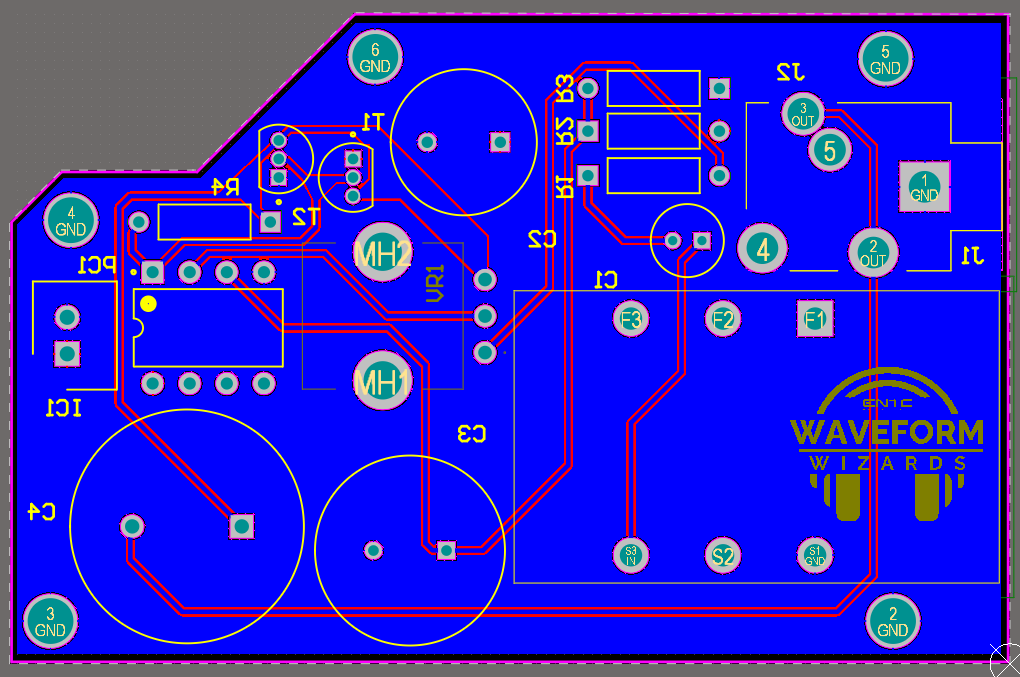 6
GND
5
GND
J2
R3
T1
R2
3
OUT
5
R4
R1
1
GND
4
GND
T2
MH2
C2
4
2
OUT
J1
PC1
VR1
C1
F3
F2
F1
MH1
IC1
C3
ENTC
WAVEFORM
WIZARDS
C4
S3
IN
S2
S1
GND
3
GND
2
GND